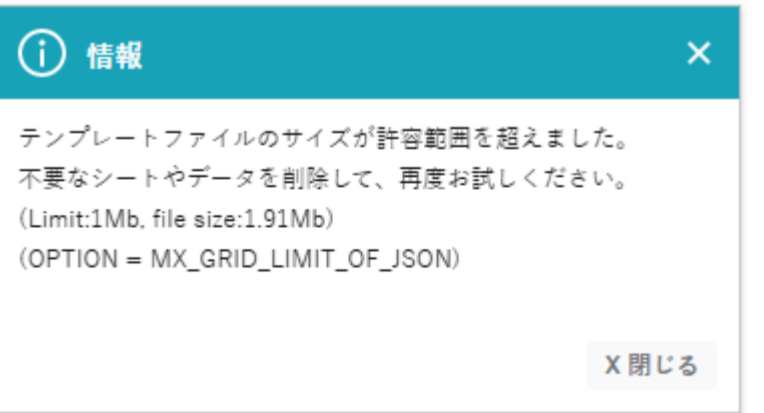 情報
テンプレートファイルのサイズが許容範囲を超えました。
不要なシートやデータを削除して、再度お試しください。
(Limit:1Mb, file size:1.91Mb)
(OPTION = MX_GRID_LIMIT_OF_JSON)
X 閉じる